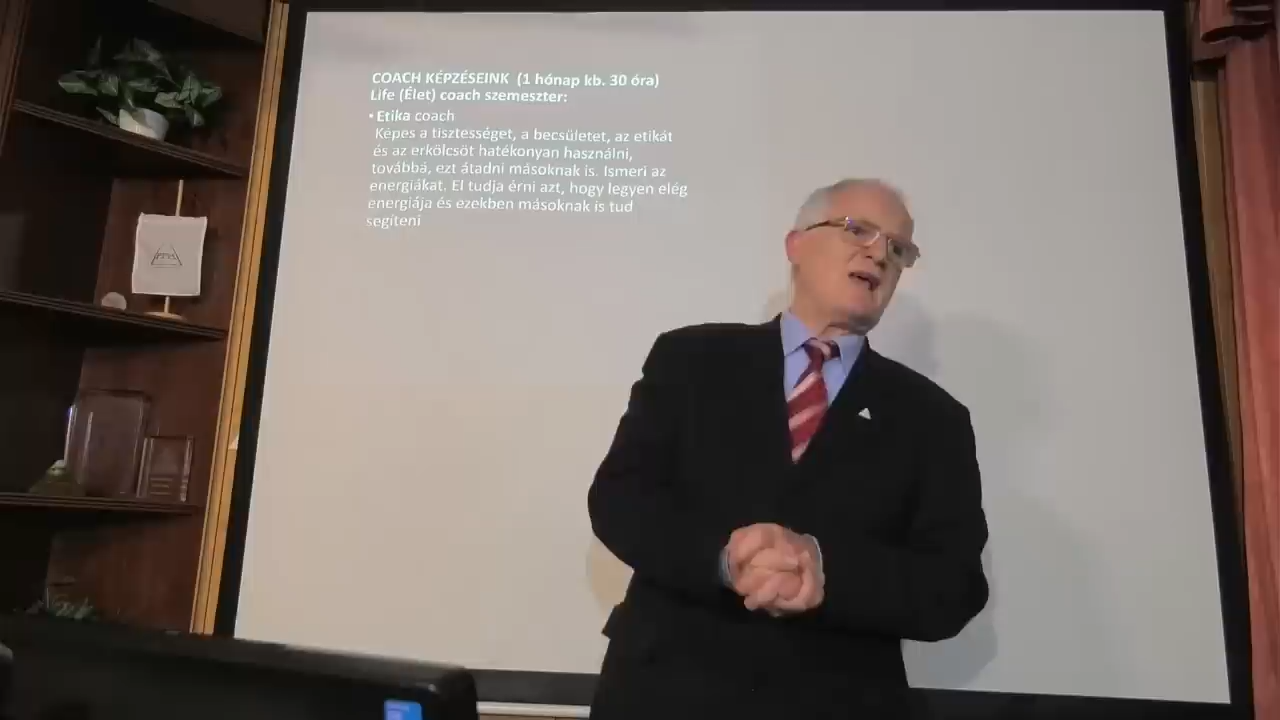 COACH KÉPZÉSEINK (1 hónap kb. 30 óra)
Life (Élet) coach szemeszter:
• Etika coach
Képes a tisztességet, a becsületet, az etikát
és az erkölcsöt hatékonyan használni,
továbbá, ezt átadni másoknak is. Ismeri az
energiákat. El tudja érni azt, hogy legyen elég
energiája és ezekben másoknak is tud
segíteni